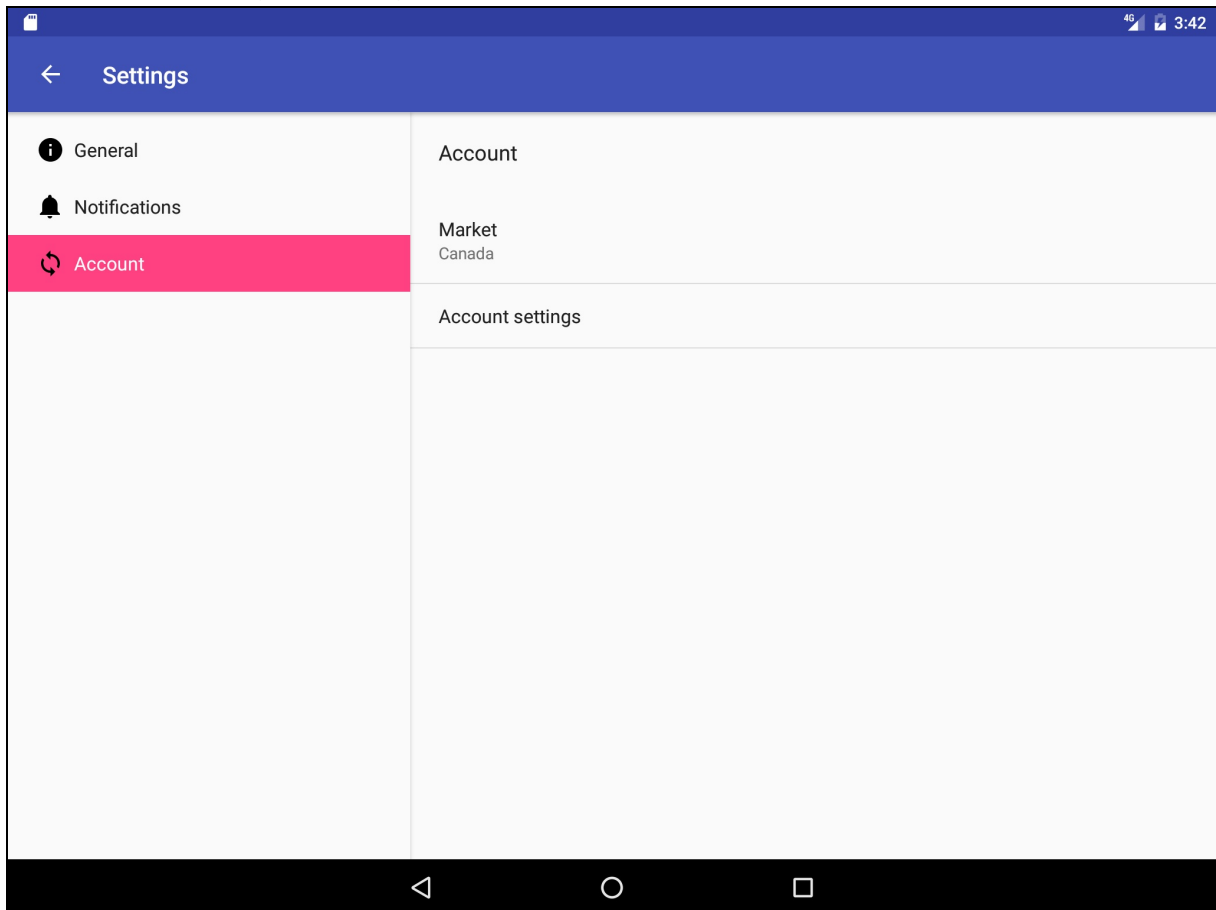 4G 3:42
Settings
General
Notifications
Account
Account
Market
Canada
Account settings